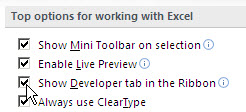 Top options for working with Excel
Show Mini Toolbar on selection
Enable Live Preview
Show Developer tab in the Ribbon
Always use ClearType